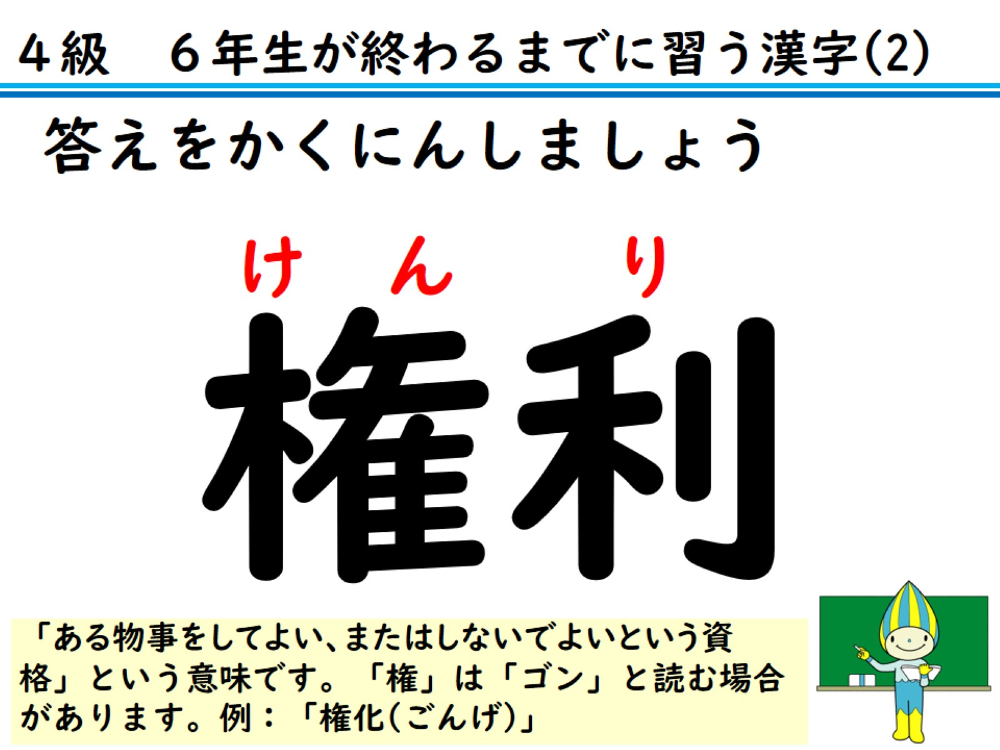 ４級　６年生が終わるまでに習う漢字(2)
答えをかくにんしましょう
けんり
権利
「ある物事をしてよい、またはしないでよいという資
格」という意味です。「権」は「ゴン」と読む場合
があります。例：「権化(ごんげ)」